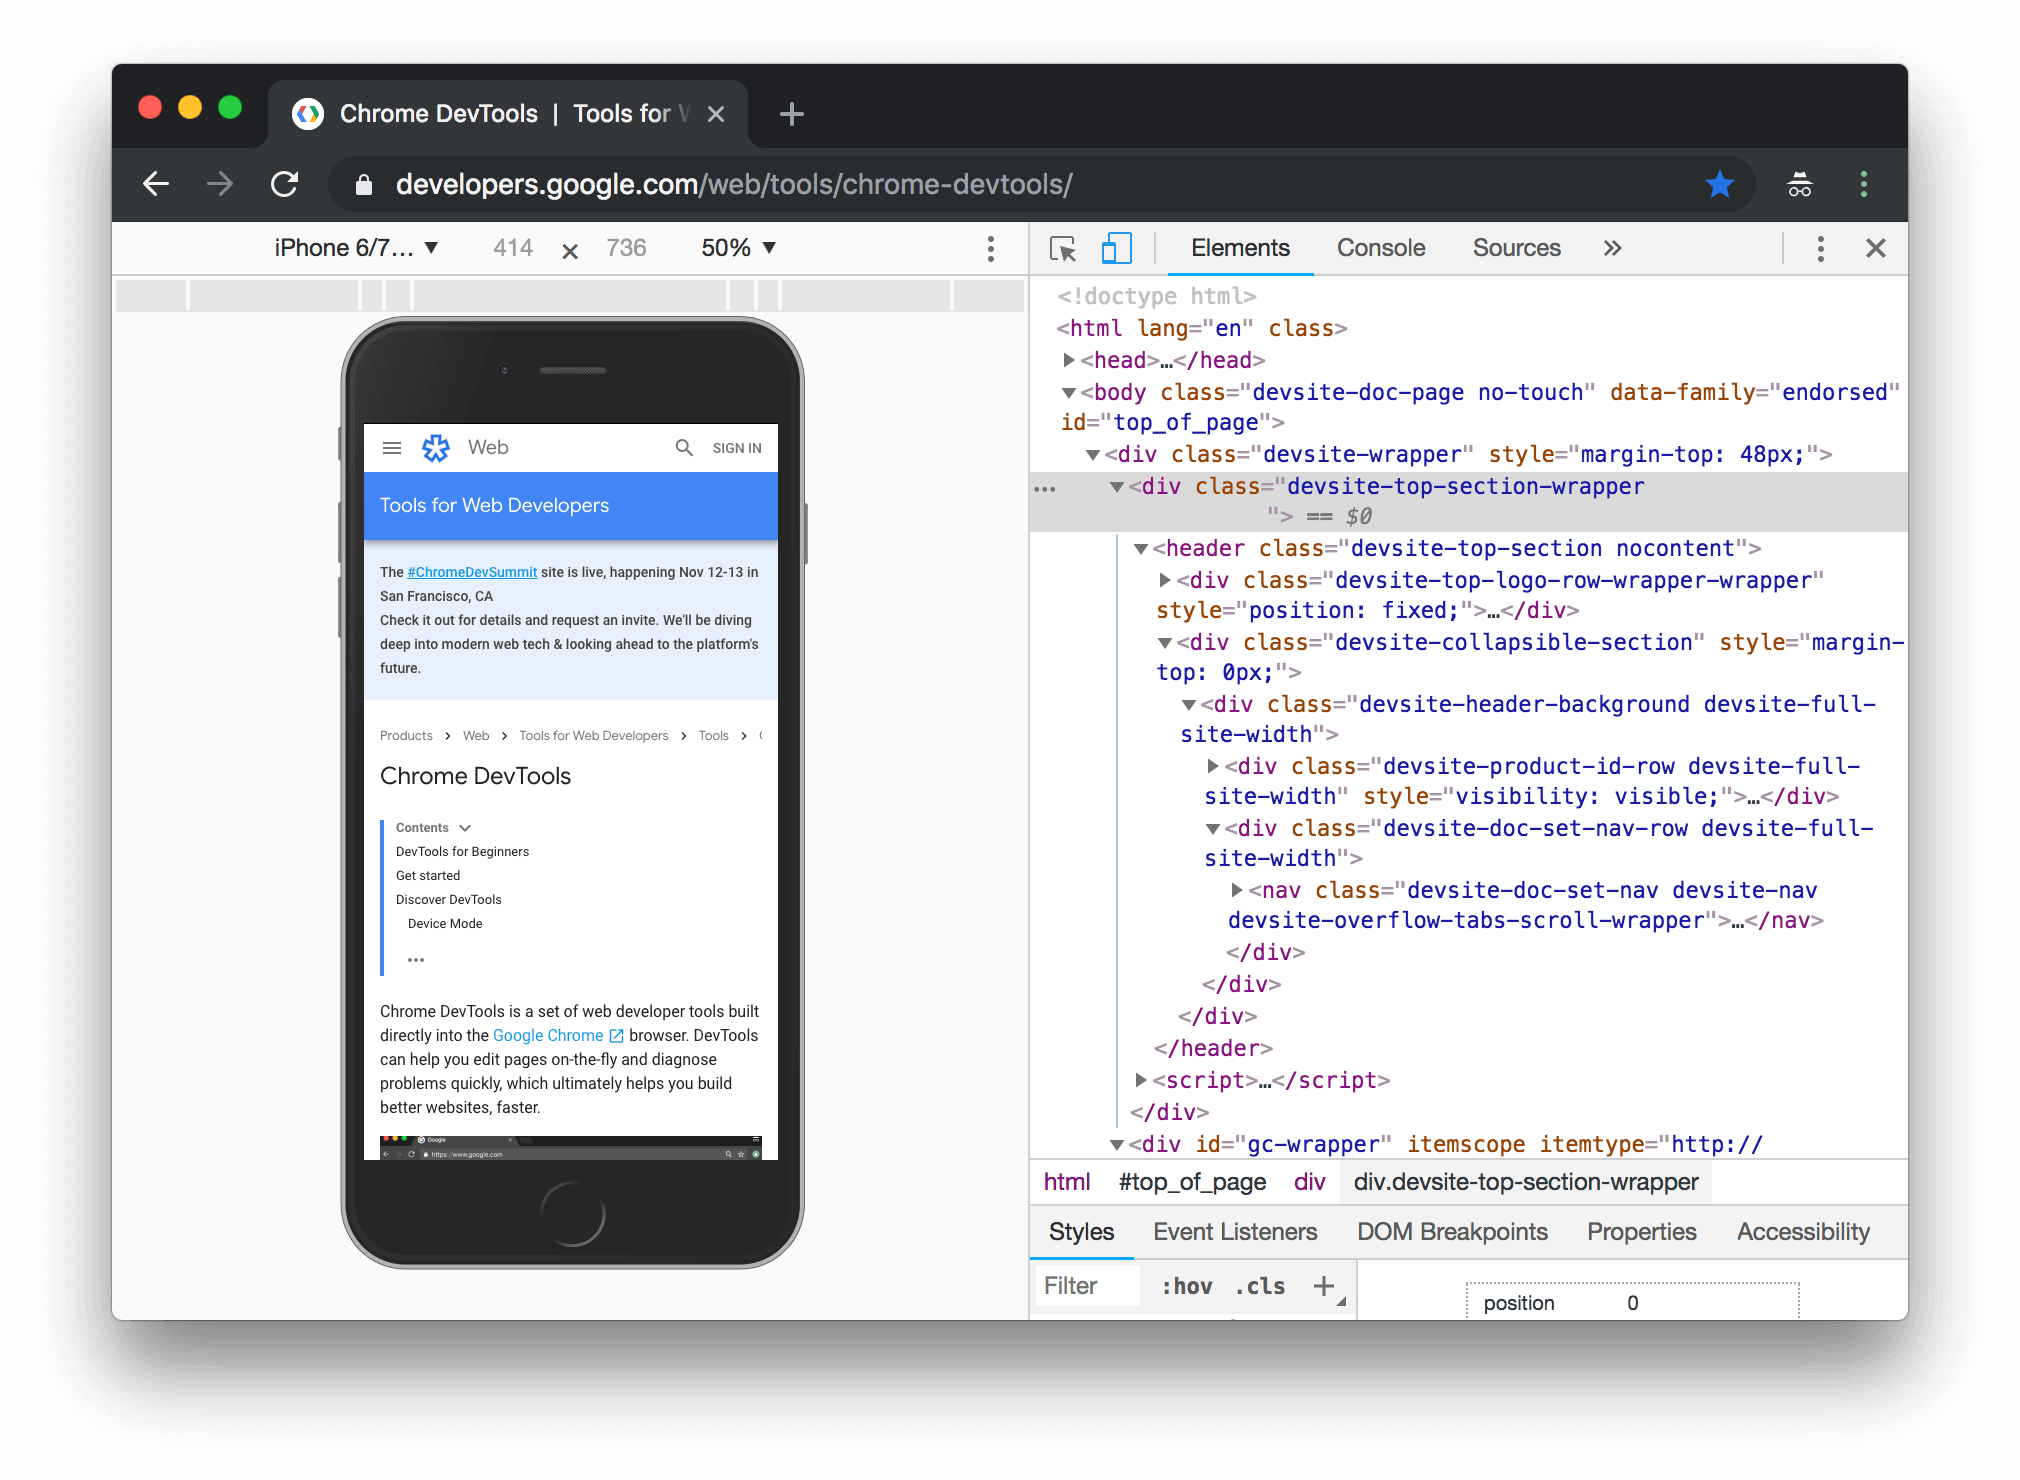 Chrome DevTools | Tools for
developers.google.com/web/tools/chrome-devtools/
iPhone 6/7... ▼ 414 × 736 50% ▼
Web SIGN IN
Tools for Web Developers
The #ChromeDevSummit site is live, happening Nov 12-13 in
San Francisco, CA
Check it out for details and request an invite. We'll be diving
deep into modern web tech & looking ahead to the platform's
future.
Products > Web > Tools for Web Developers > Tools >
Chrome DevTools
Contents
DevTools for Beginners
Get started
Discover DevTools
Device Mode
...
Chrome DevTools is a set of web developer tools built
directly into the Google Chrome browser. DevTools
can help you edit pages on-the-fly and diagnose
problems quickly, which ultimately helps you build
better websites, faster.
Google
https://www.google.com
Elements Console Sources »
<!doctype html>
<html lang="en" class>
▶<head>…</head>
▼<body class="devsite-doc-page no-touch" data-family="endorsed"
id="top_of_page">
▼<div class="devsite-wrapper" style="margin-top: 48px;">
… ▼<div class="devsite-top-section-wrapper
"> == $0
▼<header class="devsite-top-section nocontent">
▶<div class="devsite-top-logo-row-wrapper-wrapper"
style="position: fixed;">…</div>
▼<div class="devsite-collapsible-section" style="margin-
top: 0px;">
▼<div class="devsite-header-background devsite-full-
site-width">
▶<div class="devsite-product-id-row devsite-full-
site-width" style="visibility: visible;">…</div>
▼<div class="devsite-doc-set-nav-row devsite-full-
site-width">
▶<nav class="devsite-doc-set-nav devsite-nav
devsite-overflow-tabs-scroll-wrapper">…</nav>
</div>
</div>
</div>
</header>
▶<script>…</script>
</div>
▼<div id="gc-wrapper" itemscope itemtype="http://
html #top_of_page div div.devsite-top-section-wrapper
Styles Event Listeners DOM Breakpoints Properties Accessibility
Filter :hov .cls +
position 0